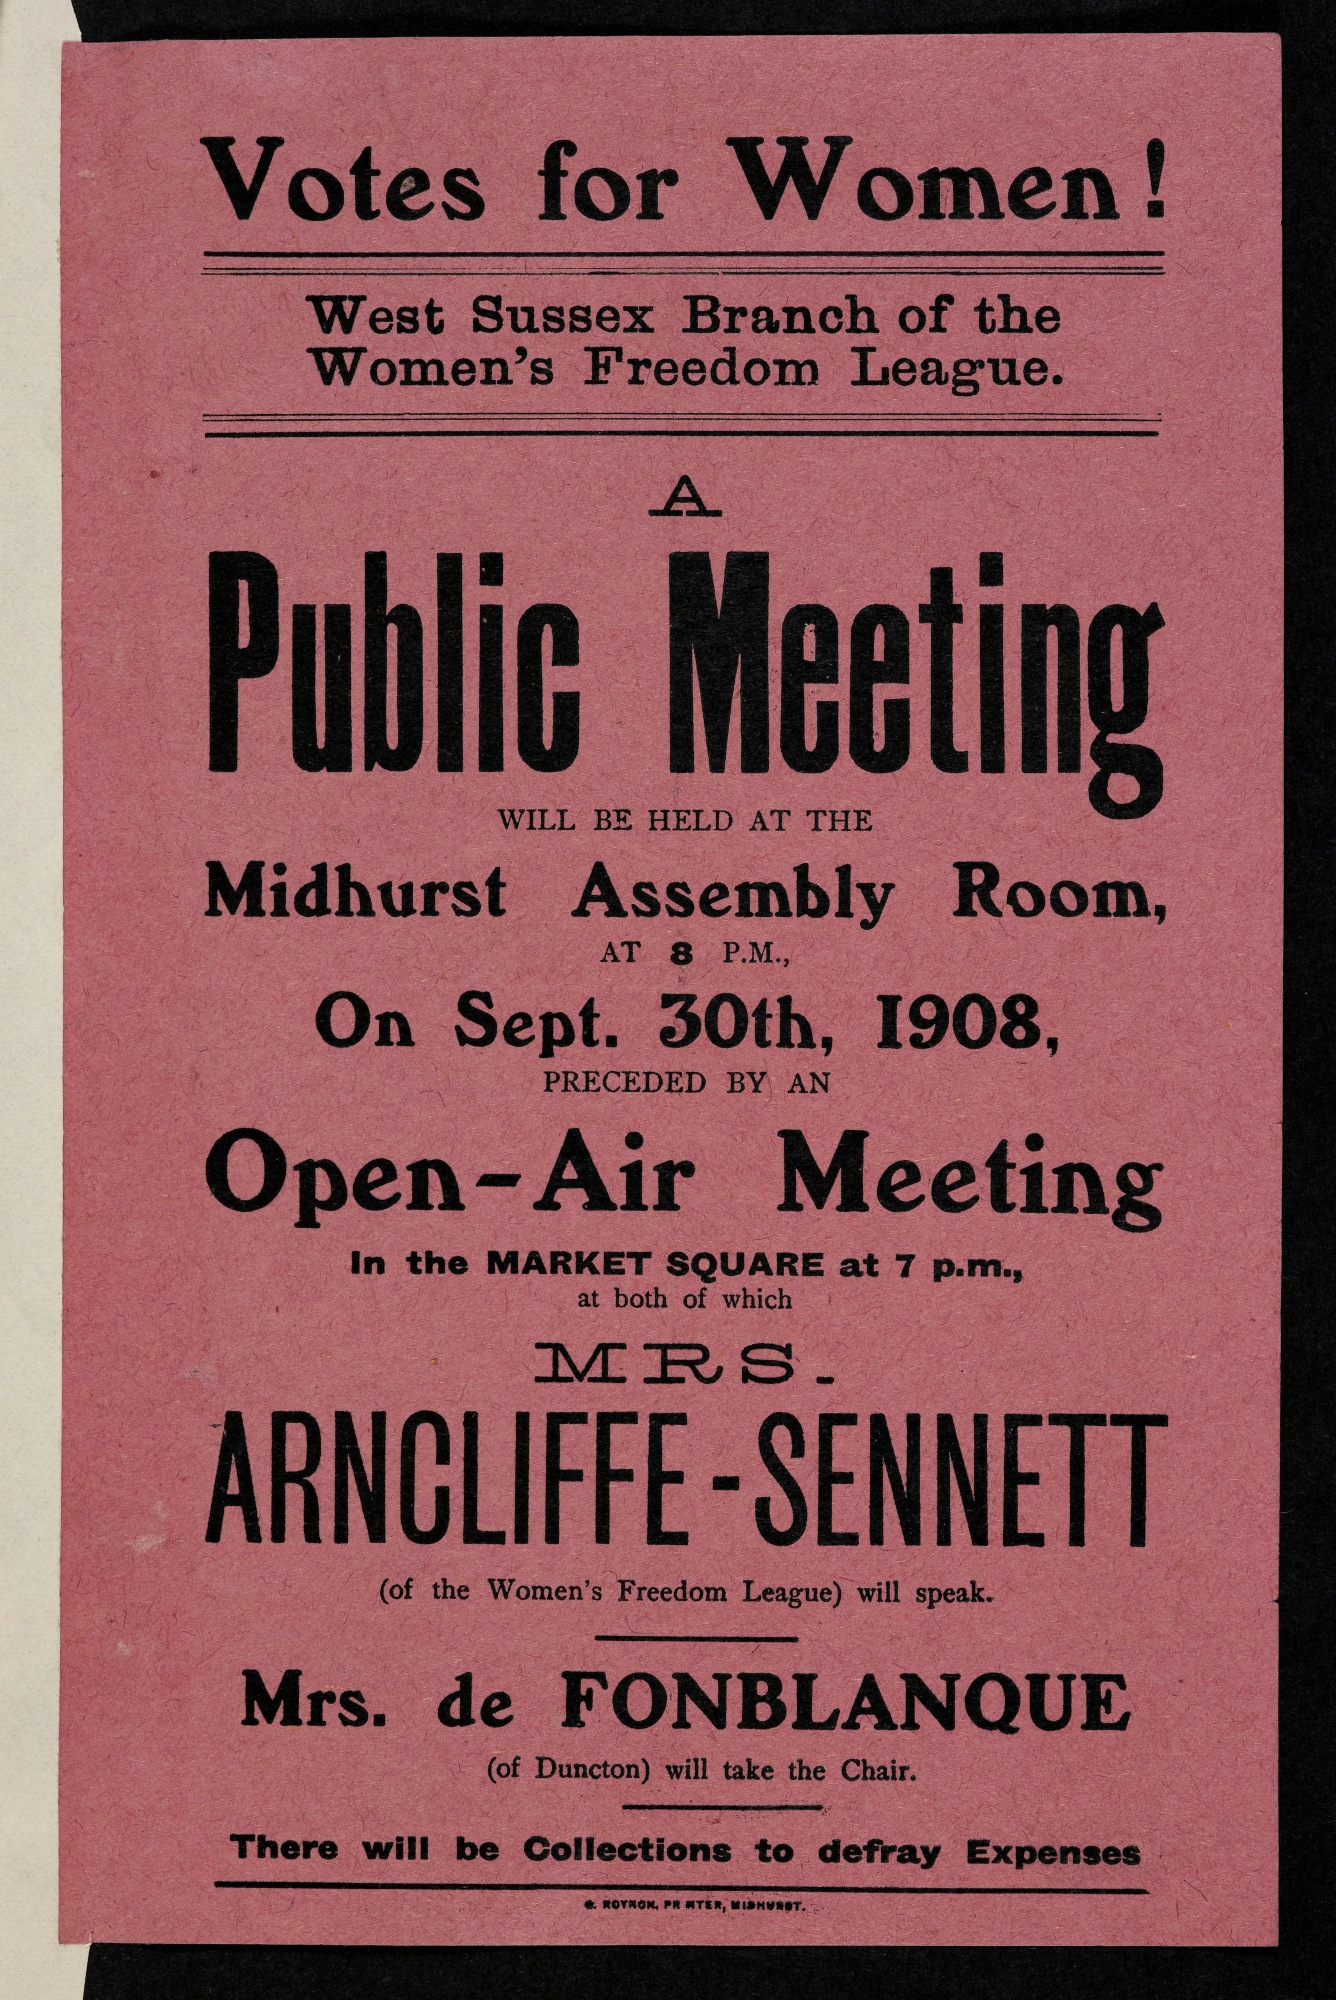 Votes for Women!
West Sussex Branch of the
Women's Freedom League.
A
Public Meeting
WILL BE HELD AT THE
Midhurst Assembly Room,
AT 8 P.M.,
On Sept. 30th, 1908,
PRECEDED BY AN
Open-Air Meeting
In the MARKET SQUARE at 7 p.m.,
at both of which
MRS.
ARNCLIFFE-SENNETT
(of the Women's Freedom League) will speak.
Mrs. de FONBLANQUE
(of Duncton) will take the Chair.
There will be Collections to defray Expenses
ROYNON, PRINTER, MIDHURST.